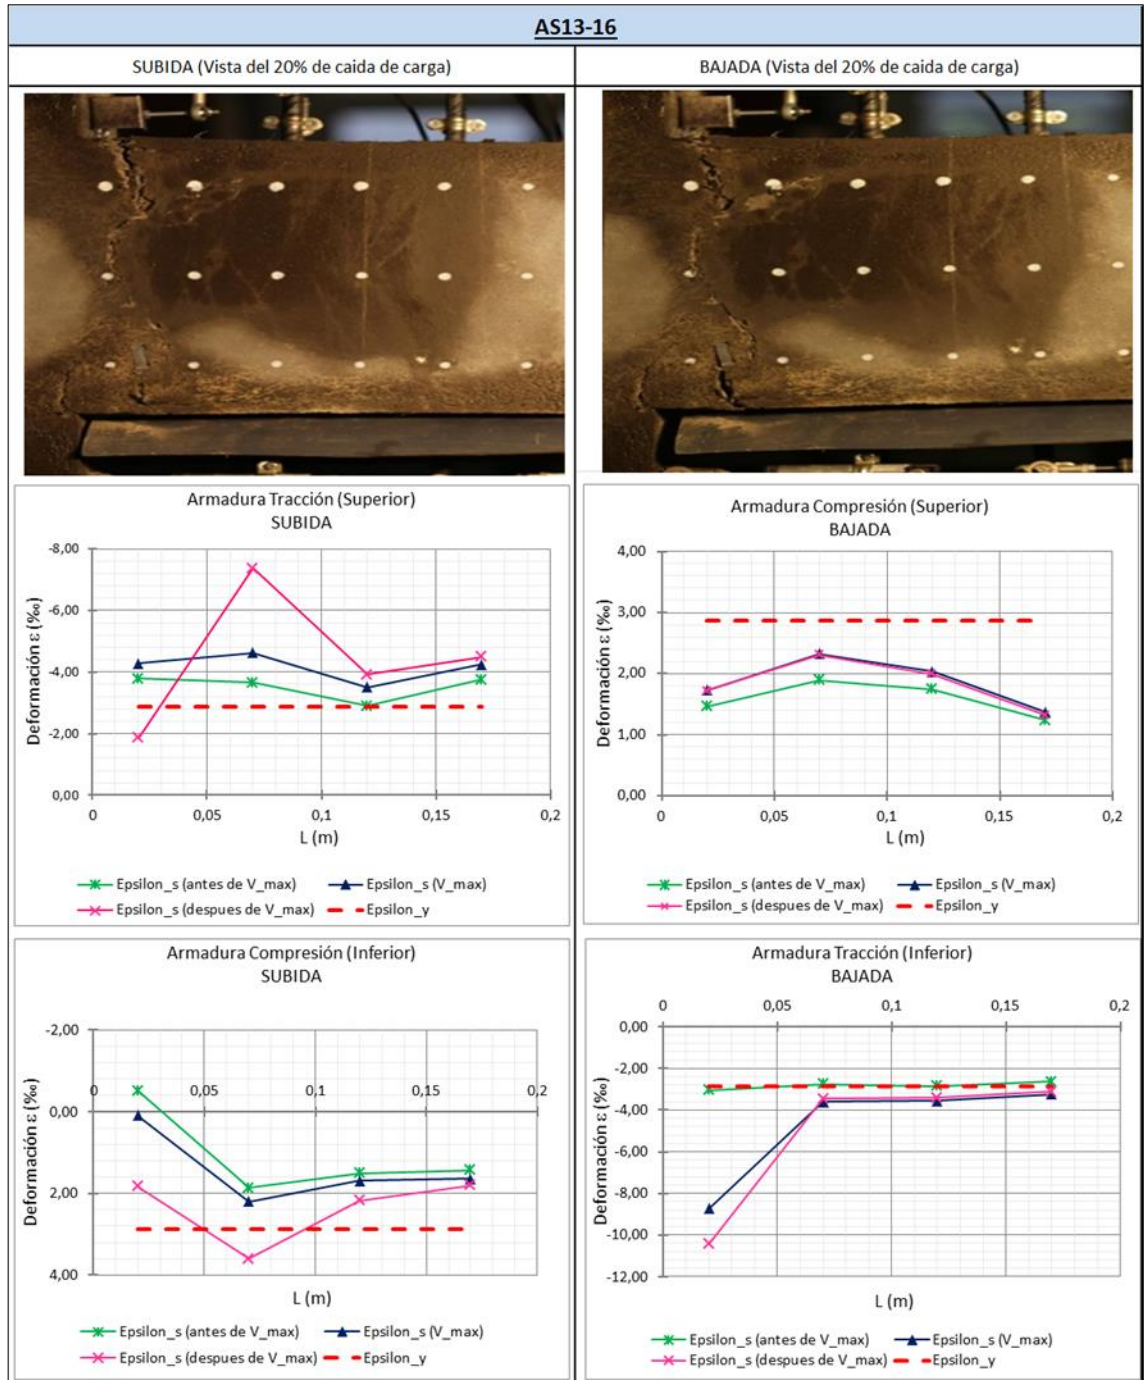 AS13-16
SUBIDA (Vista del 20% de caida de carga)
BAJADA (Vista del 20% de caida de carga)
Armadura Tracción (Superior)
SUBIDA
-8,00
-6,00
-4,00
-2,00
0,00
Deformación ε (‰)
0
0,05
0,1
0,15
0,2
L (m)
Epsilon_s (antes de V_max)
Epsilon_s (V_max)
Epsilon_s (despues de V_max)
Epsilon_y
Armadura Compresión (Superior)
BAJADA
4,00
3,00
2,00
1,00
0,00
Deformación ε (‰)
0
0,05
0,1
0,15
0,2
L (m)
Epsilon_s (antes de V_max)
Epsilon_s (V_max)
Epsilon_s (despues de V_max)
Epsilon_y
Armadura Compresión (Inferior)
SUBIDA
-2,00
0,00
2,00
4,00
Deformación ε (‰)
0
0,05
0,1
0,15
0,2
L (m)
Epsilon_s (antes de V_max)
Epsilon_s (V_max)
Epsilon_s (despues de V_max)
Epsilon_y
Armadura Tracción (Inferior)
BAJADA
0
0,05
0,1
0,15
0,2
0,00
-2,00
-4,00
-6,00
-8,00
-10,00
-12,00
Deformación ε (‰)
L (m)
Epsilon_s (antes de V_max)
Epsilon_s (V_max)
Epsilon_s (despues de V_max)
Epsilon_y